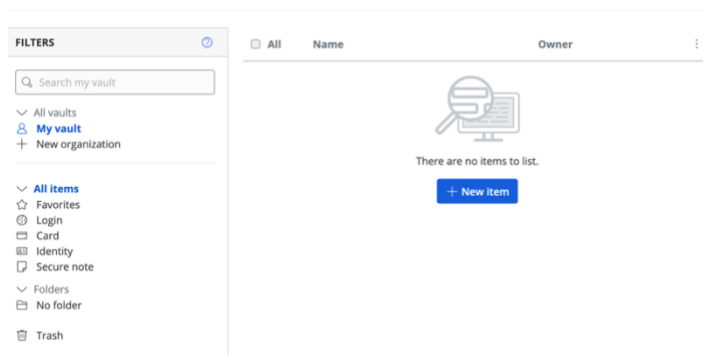 FILTERS
Search my vault
All vaults
My vault
New organization
All items
Favorites
Login
Card
Identity
Secure note
Folders
No folder
Trash
All Name Owner
There are no items to list.
+ New item